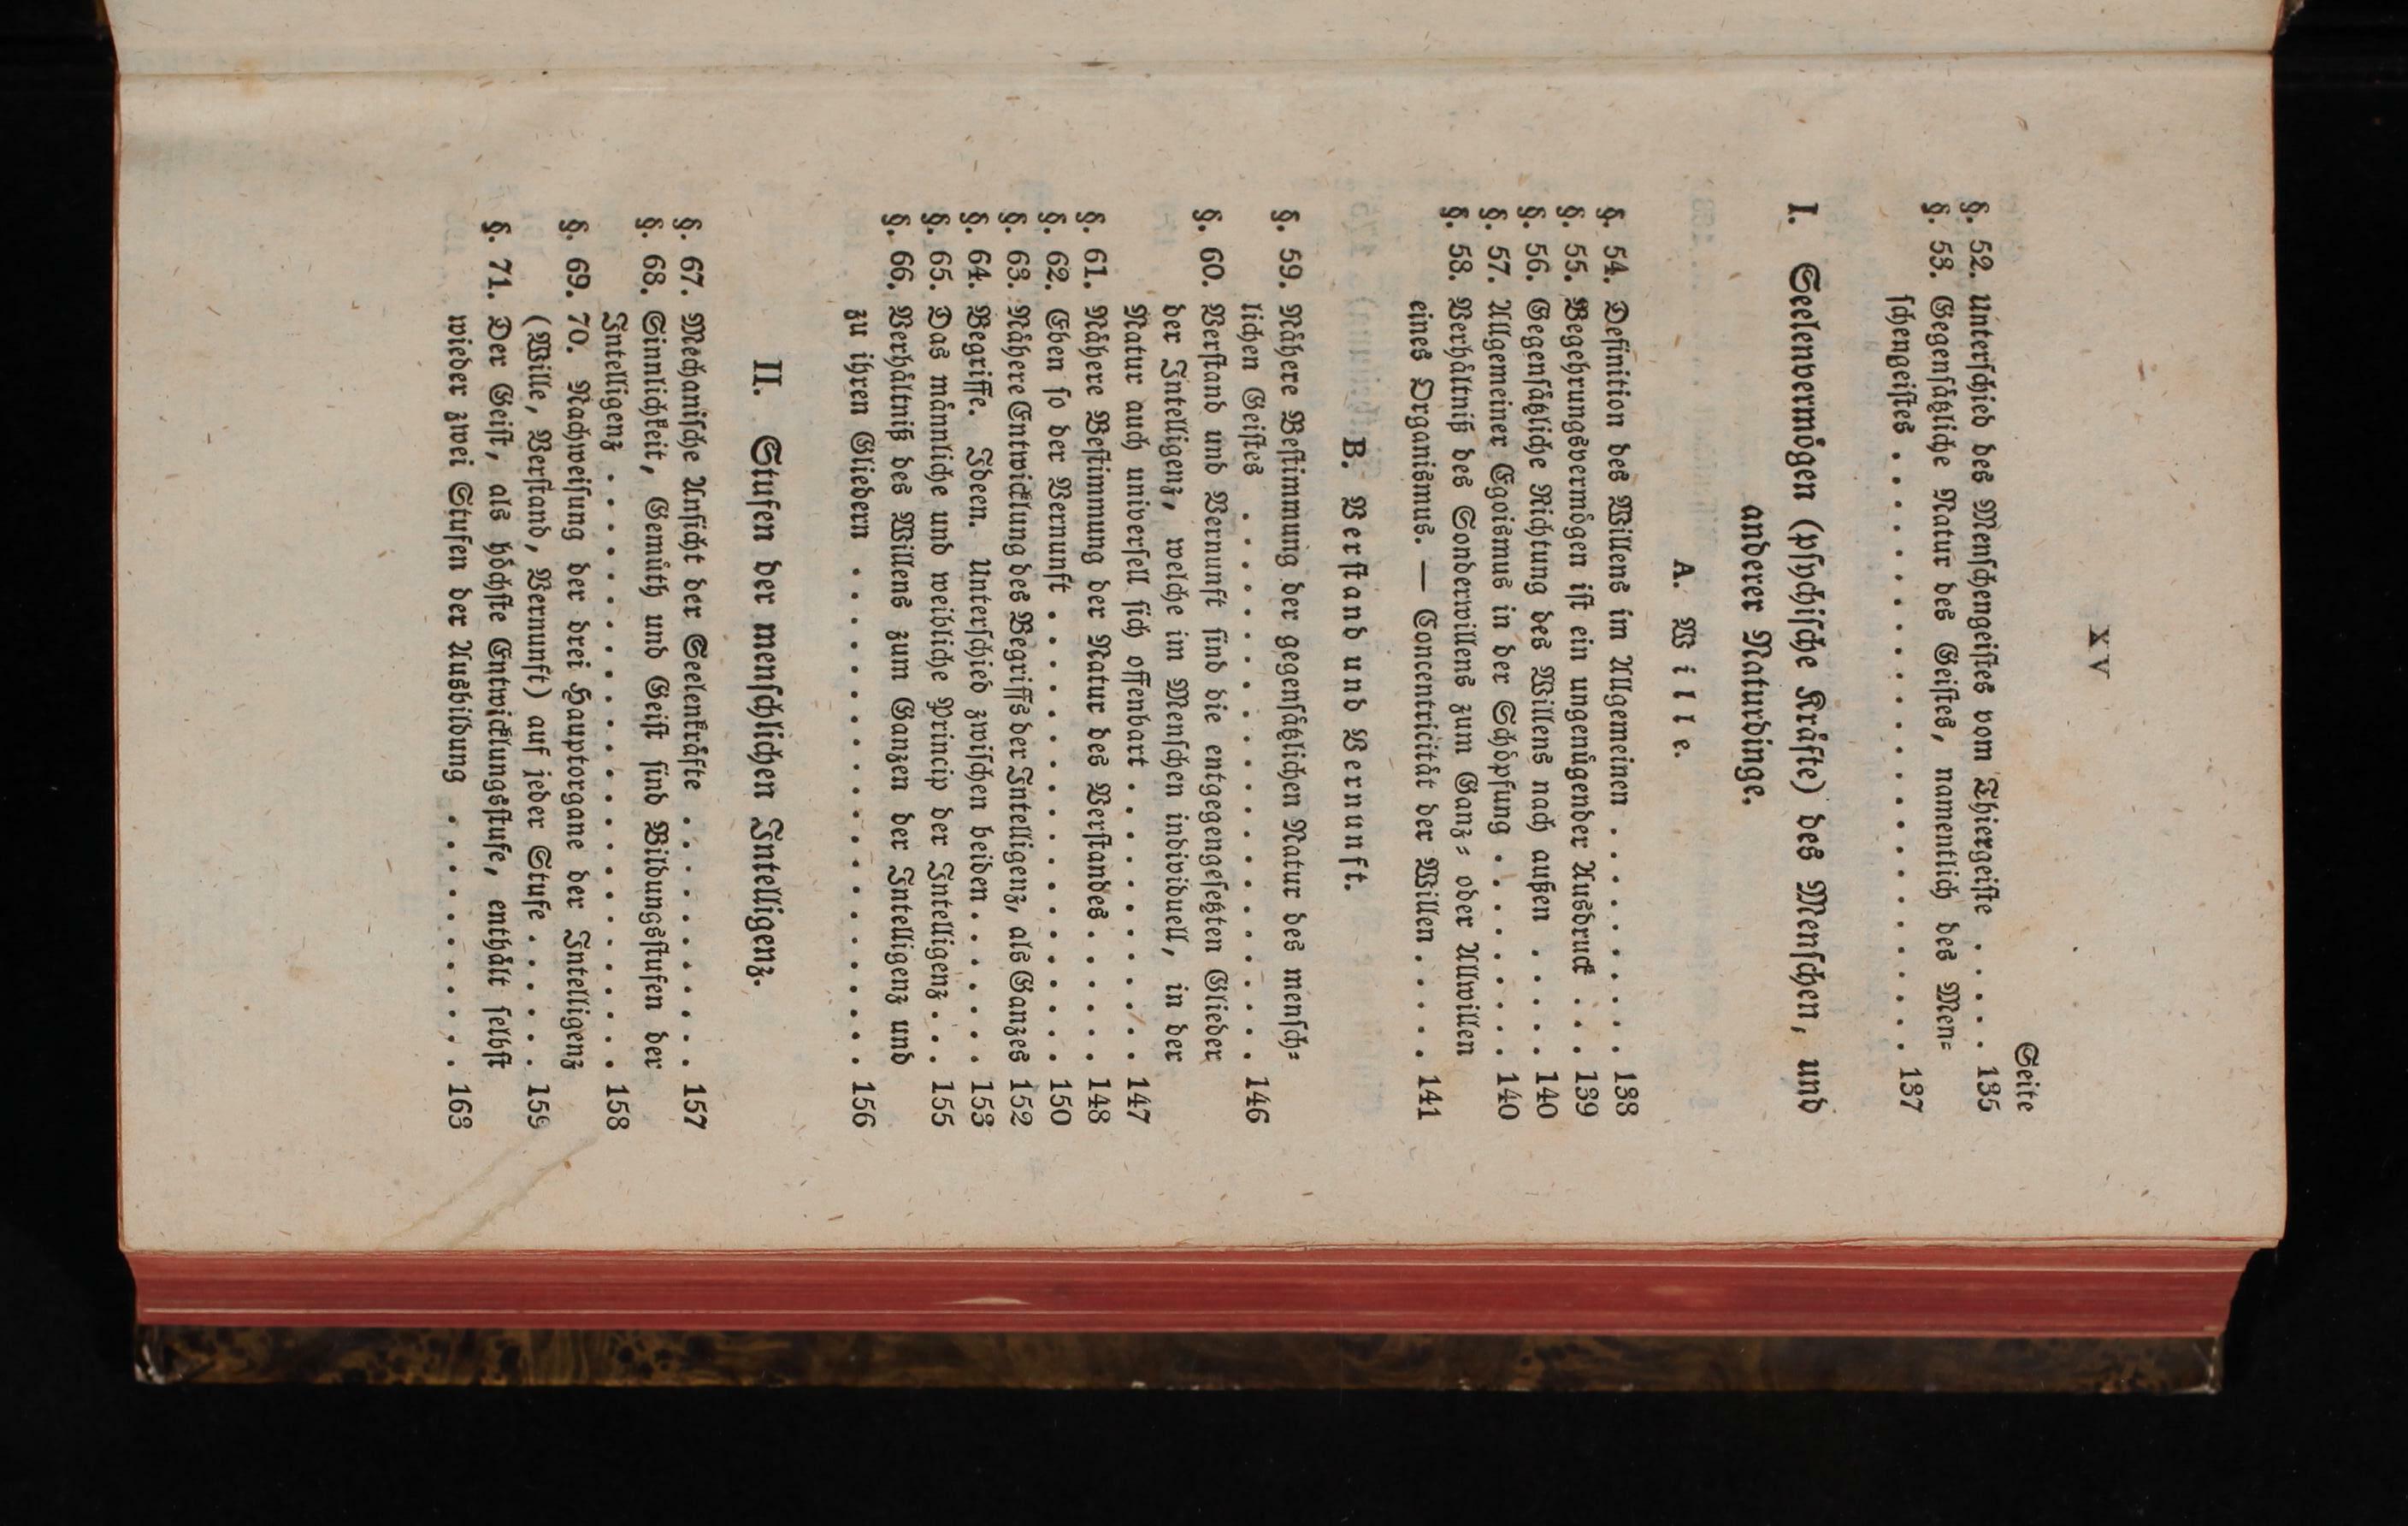 XV
Seite
§. 52. Unterschied des Menschengeistes vom Thiergeiste . . . . 135
§. 53. Gegensätzliche Natur des Geistes, namentlich des Men-
schengeistes . . . . . . . . . . . . . . . . . . 137
I. Seelenvermögen (psychische Kräfte) des Menschen, und
anderer Naturdinge.
A. Wille.
§. 54. Definition des Willens im Allgemeinen . . . . . . . . 138
§. 55. Begehrungsvermögen ist ein ungenügender Ausdruck . . . 139
§. 56. Gegensätzliche Richtung des Willens nach außen . . . . 140
§. 57. Allgemeiner Egoismus in der Schöpfung . . . . . . . . 140
§. 58. Verhältniß des Sonderwillens zum Ganz- oder Allwillen
eines Organismus. — Concentricität der Willen . . . . . 141
B. Verstand und Vernunft.
§. 59. Nähere Bestimmung der gegensätzlichen Natur des mensch-
lichen Geistes . . . . . . . . . . . . . . . . . . 146
§. 60. Verstand und Vernunft sind die entgegengesetzten Glieder
der Intelligenz, welche im Menschen individuell, in der
Natur auch universell sich offenbart . . . . . . . . . 147
§. 61. Nähere Bestimmung der Natur des Verstandes . . . . . 148
§. 62. Eben so der Vernunft . . . . . . . . . . . . . . . 150
§. 63. Nähere Entwicklung des Begriffs der Intelligenz, als Ganzes 152
§. 64. Begriffe. Ideen. Unterschied zwischen beiden . . . . . . 153
§. 65. Das männliche und weibliche Princip der Intelligenz . . . 155
§. 66. Verhältniß des Willens zum Ganzen der Intelligenz und
zu ihren Gliedern . . . . . . . . . . . . . . . . . 156
II. Stufen der menschlichen Intelligenz.
§. 67. Mechanische Ansicht der Seelenkräfte . . . . . . . . . 157
§. 68. Sinnlichkeit, Gemüth und Geist sind Bildungsstufen der
Intelligenz . . . . . . . . . . . . . . . . . . . 158
§. 69. 70. Nachweisung der drei Hauptorgane der Intelligenz
(Wille, Verstand, Vernunft) auf jeder Stufe . . . . . . 159
§. 71. Der Geist, als höchste Entwicklungsstufe, enthält selbst
wieder zwei Stufen der Ausbildung . . . . . . . . . 163